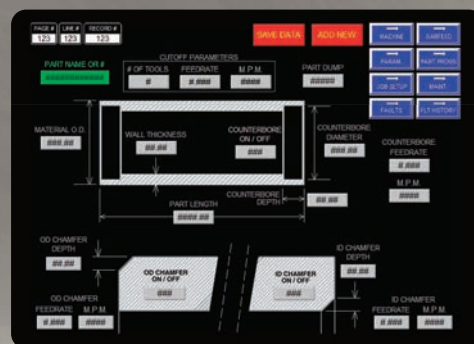 PAGE # LINE # RECORD #
123 123 123
SAVE DATA ADD NEW
MACHINE BARFEED
PARAM. PART PROG.
JOB SETUP MAINT.
FAULTS FLT HISTORY
PART NAME OR #
############
CUTOFF PARAMETERS
# OF TOOLS FEEDRATE M.P.M.
# #.### ####
PART DUMP
#####
MATERIAL O.D.
###.##
WALL THICKNESS
##.##
COUNTERBORE
ON / OFF
###
COUNTERBORE
DIAMETER
###.##
COUNTERBORE
FEEDRATE
#.###
M.P.M.
####
PART LENGTH
####.##
COUNTERBORE
DEPTH
##.##
OD CHAMFER
DEPTH
##.##
OD CHAMFER
ON / OFF
###
ID CHAMFER
ON / OFF
###
ID CHAMFER
DEPTH
##.##
OD CHAMFER
FEEDRATE M.P.M.
#.### ####
ID CHAMFER
FEEDRATE M.P.M.
#.### ####